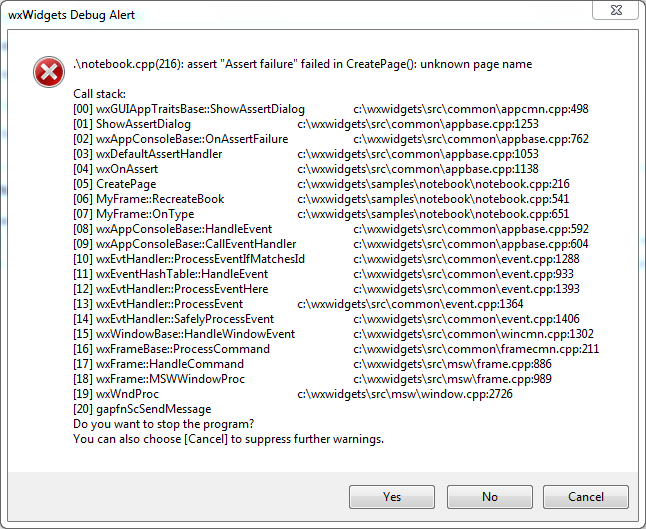 wxWidgets Debug Alert
.\notebook.cpp(216): assert "Assert failure" failed in CreatePage(): unknown page name
Call stack:
[00] wxGUIAppTraitsBase::ShowAssertDialog c:\wxwidgets\src\common\appcmn.cpp:498
[01] ShowAssertDialog c:\wxwidgets\src\common\appbase.cpp:1253
[02] wxAppConsoleBase::OnAssertFailure c:\wxwidgets\src\common\appbase.cpp:762
[03] wxDefaultAssertHandler c:\wxwidgets\src\common\appbase.cpp:1053
[04] wxOnAssert c:\wxwidgets\src\common\appbase.cpp:1138
[05] CreatePage c:\wxwidgets\samples\notebook\notebook.cpp:216
[06] MyFrame::RecreateBook c:\wxwidgets\samples\notebook\notebook.cpp:541
[07] MyFrame::OnType c:\wxwidgets\samples\notebook\notebook.cpp:651
[08] wxAppConsoleBase::HandleEvent c:\wxwidgets\src\common\appbase.cpp:592
[09] wxAppConsoleBase::CallEventHandler c:\wxwidgets\src\common\appbase.cpp:604
[10] wxEvtHandler::ProcessEventIfMatchesId c:\wxwidgets\src\common\event.cpp:1288
[11] wxEventHashTable::HandleEvent c:\wxwidgets\src\common\event.cpp:933
[12] wxEvtHandler::ProcessEventHere c:\wxwidgets\src\common\event.cpp:1393
[13] wxEvtHandler::ProcessEvent c:\wxwidgets\src\common\event.cpp:1364
[14] wxEvtHandler::SafelyProcessEvent c:\wxwidgets\src\common\event.cpp:1406
[15] wxWindowBase::HandleWindowEvent c:\wxwidgets\src\common\wincmn.cpp:1302
[16] wxFrameBase::ProcessCommand c:\wxwidgets\src\common\framecmn.cpp:211
[17] wxFrame::HandleCommand c:\wxwidgets\src\msw\frame.cpp:886
[18] wxFrame::MSWWindowProc c:\wxwidgets\src\msw\frame.cpp:989
[19] wxWndProc c:\wxwidgets\src\msw\window.cpp:2726
[20] gapfnScSendMessage
Do you want to stop the program?
You can also choose [Cancel] to suppress further warnings.
Yes No Cancel